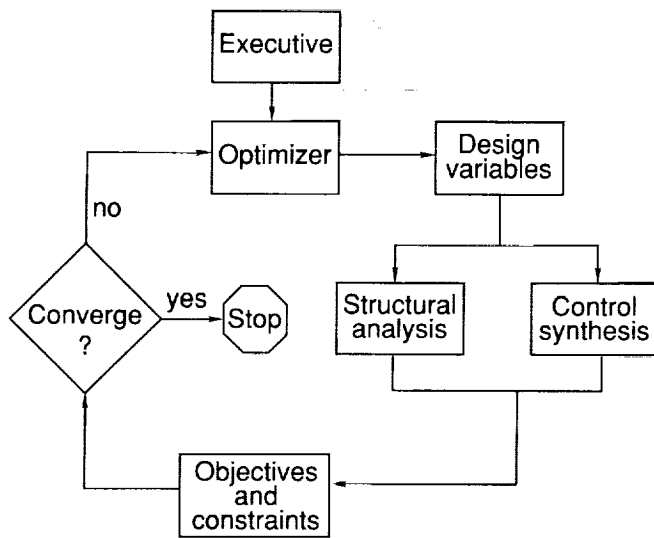 Executive
Optimizer
Design
variables
no
Converge
?
yes
Stop
Structural
analysis
Control
synthesis
Objectives
and
constraints